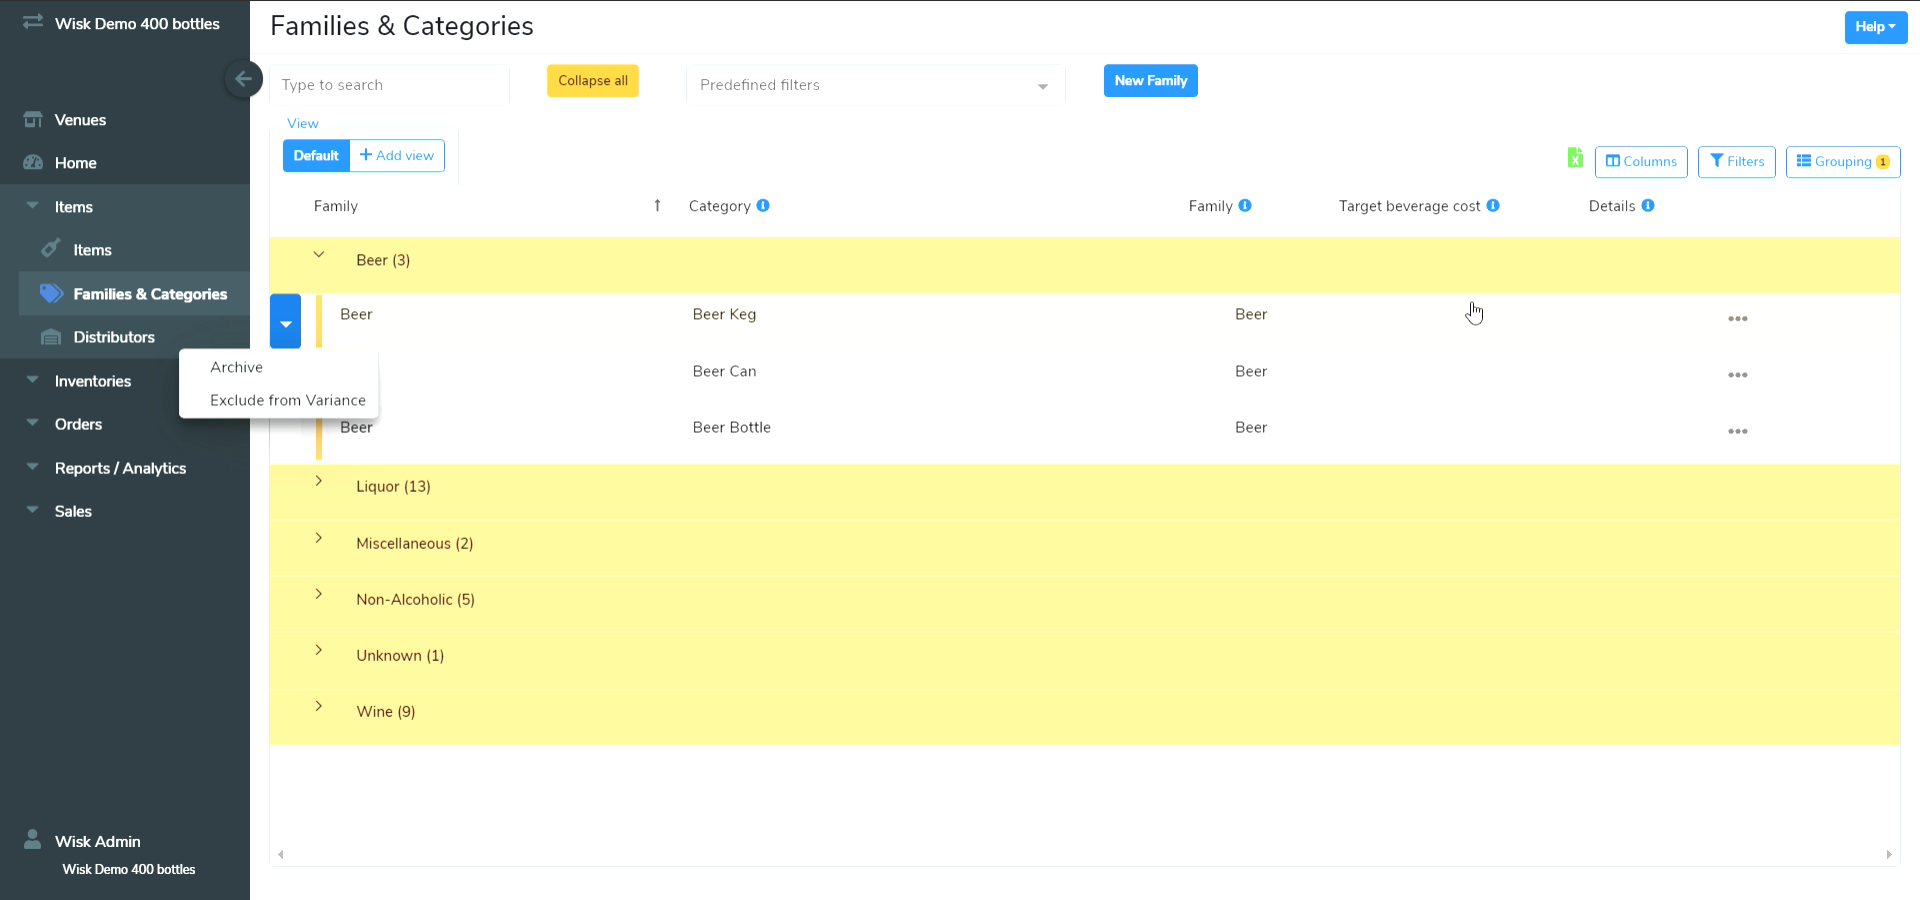 Wisk Demo 400 bottles
Families & Categories
Help
Type to search
Collapse all
Predefined filters
New Family
Venues
Home
Items
Items
Families & Categories
Distributors
Inventories
Orders
Reports / Analytics
Sales
View
Default
Add view
Columns
Filters
Grouping 1
Family
Category
Family
Target beverage cost
Details
Beer (3)
Beer Beer Keg Beer
Beer Can Beer
Beer Beer Bottle Beer
Archive
Exclude from Variance
Liquor (13)
Miscellaneous (2)
Non-Alcoholic (5)
Unknown (1)
Wine (9)
Wisk Admin
Wisk Demo 400 bottles